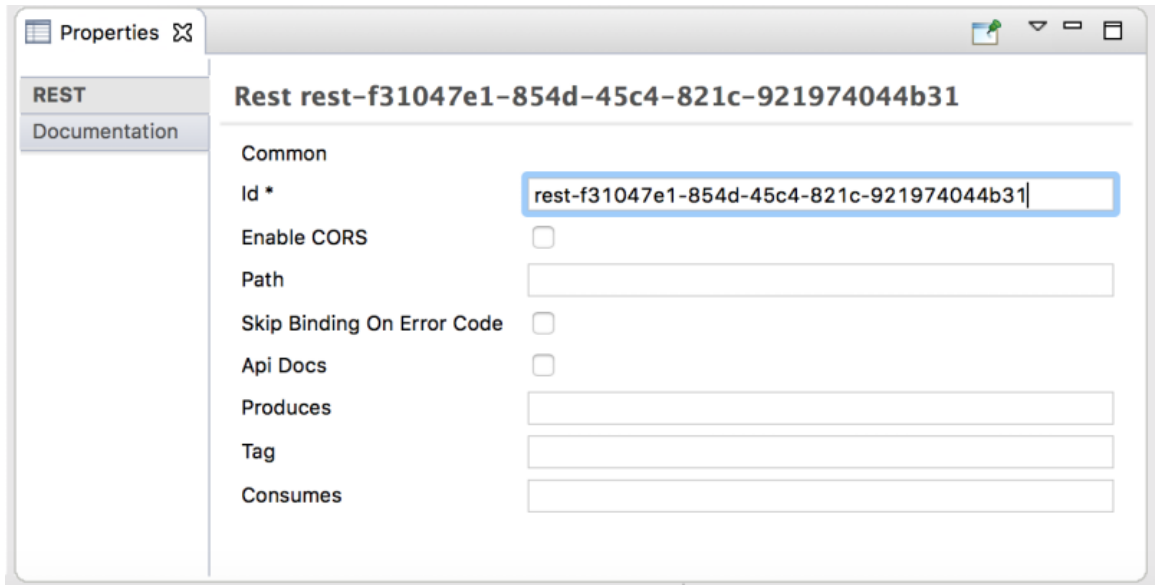 Properties
REST
Documentation
Rest rest-f31047e1-854d-45c4-821c-921974044b31
Common
Id * rest-f31047e1-854d-45c4-821c-921974044b31
Enable CORS
Path
Skip Binding On Error Code
Api Docs
Produces
Tag
Consumes